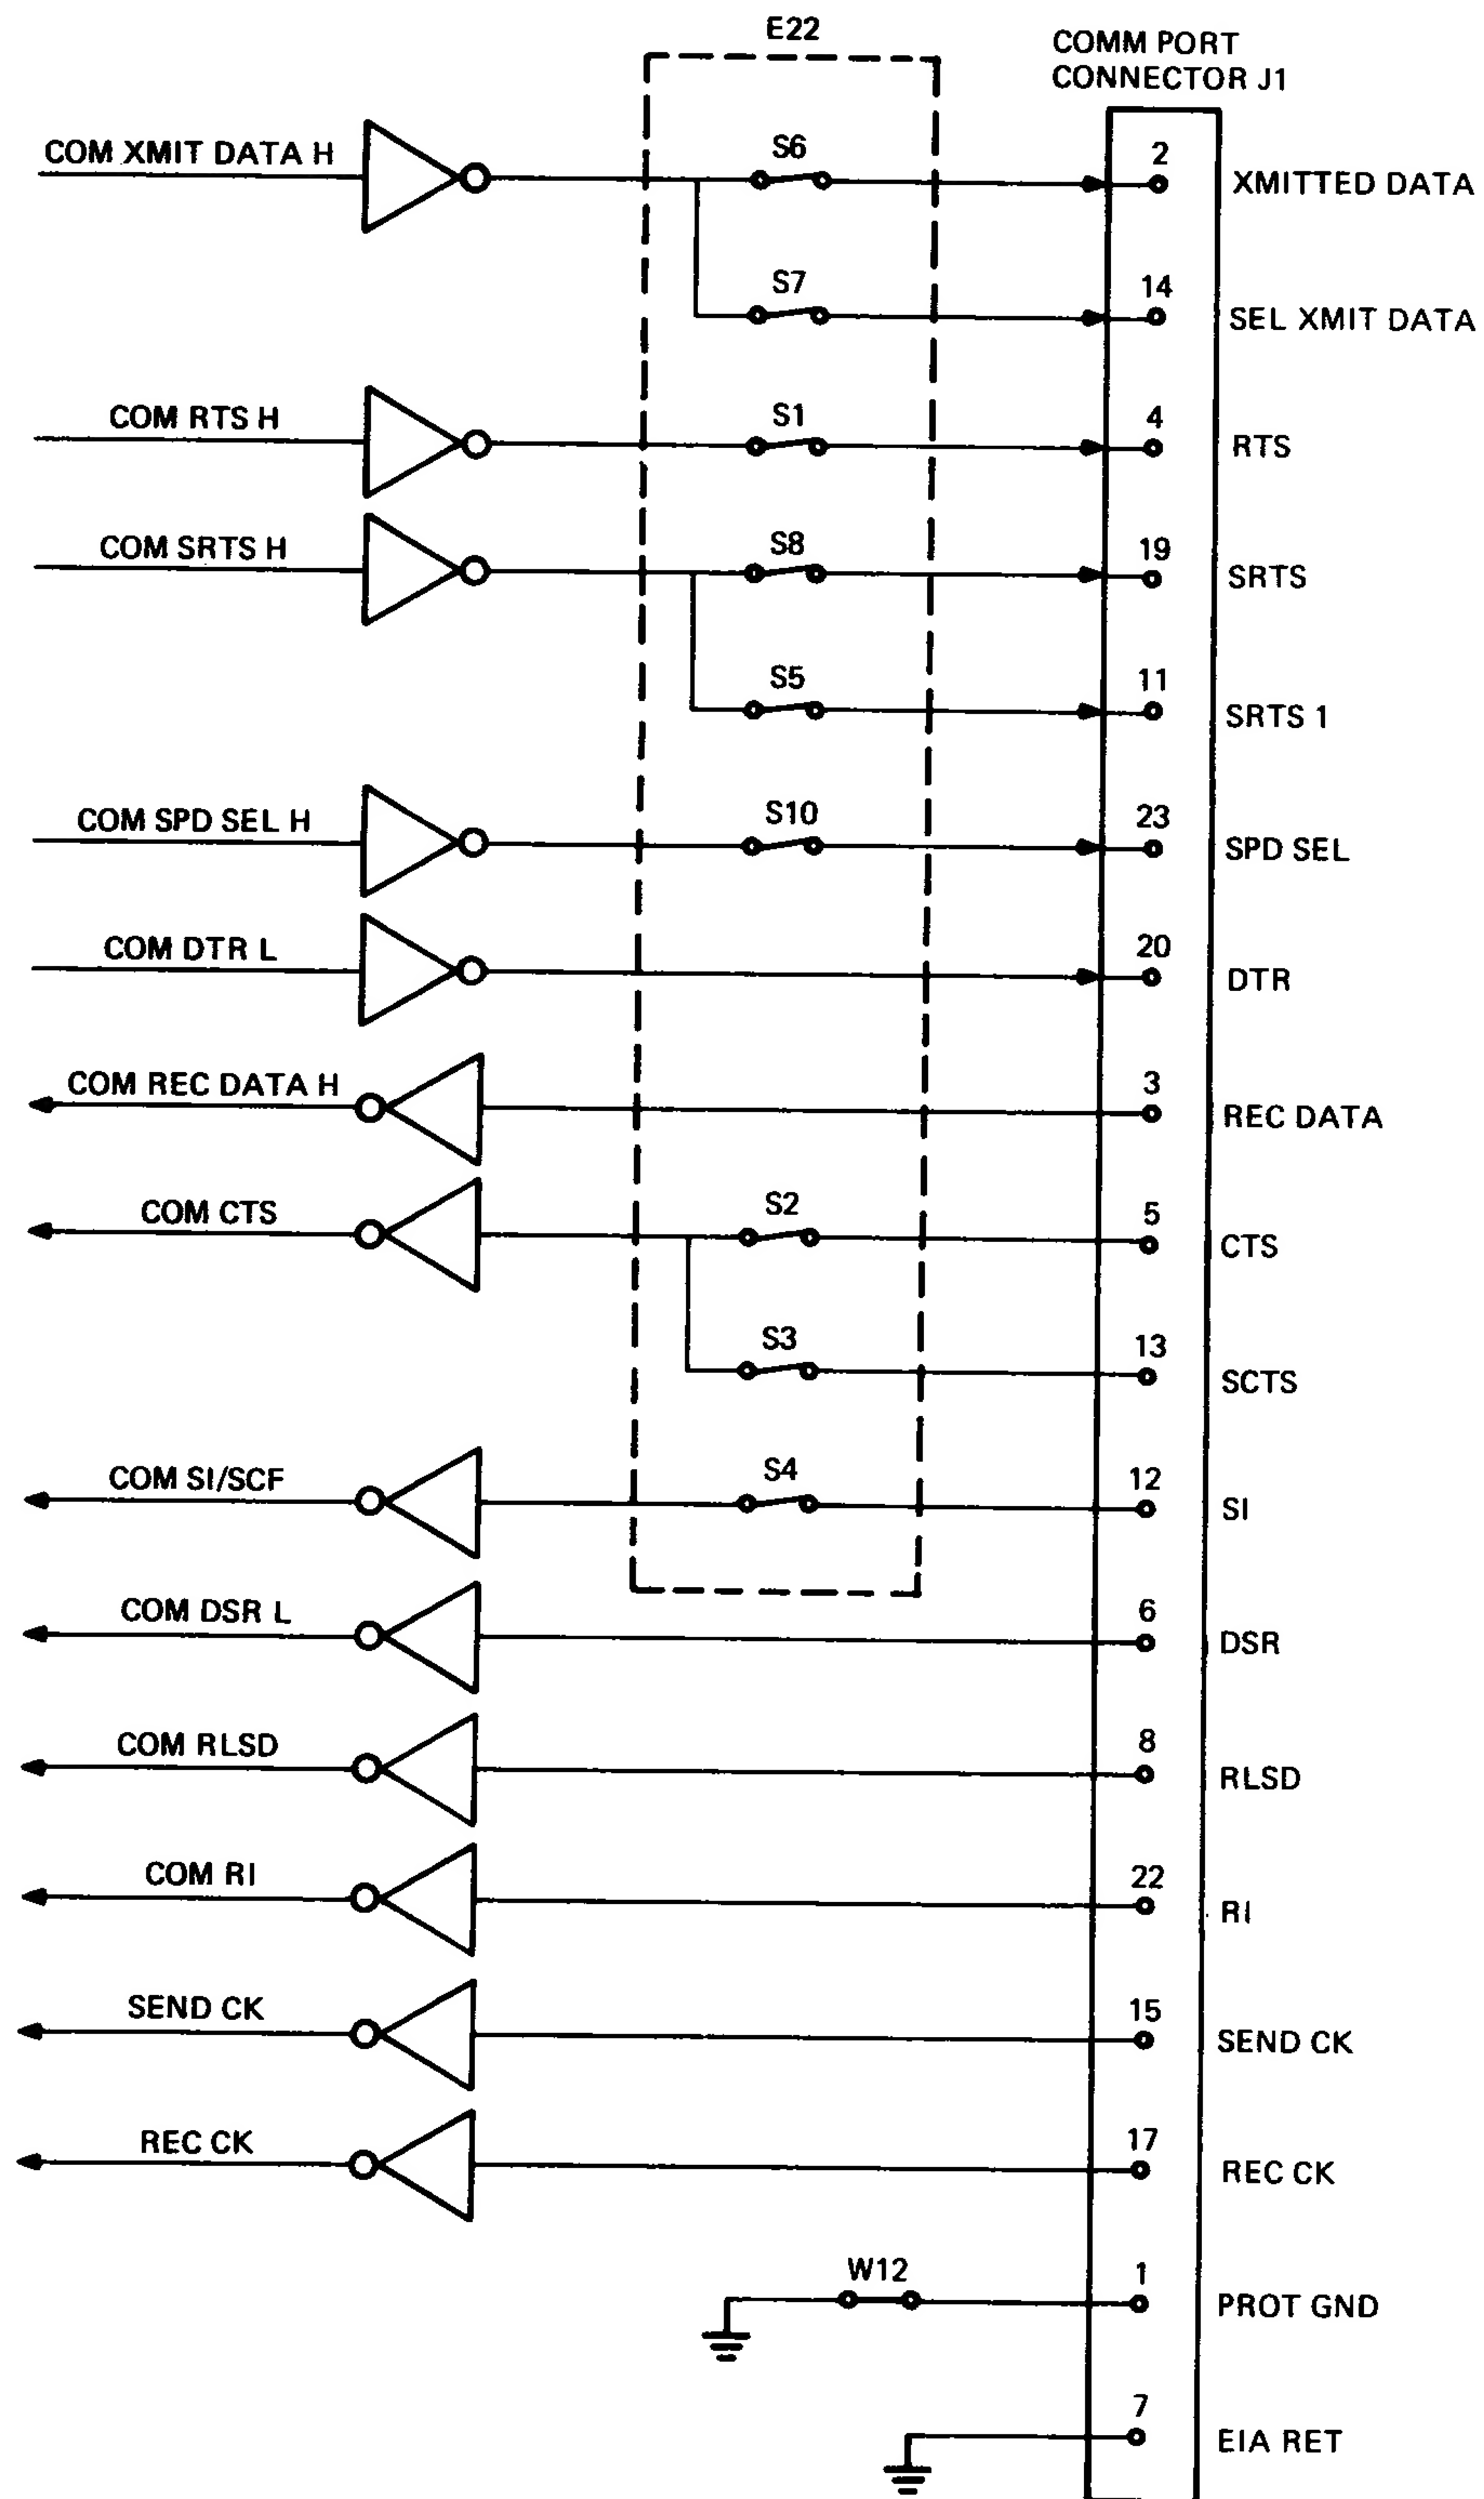 E22
COMM PORT
CONNECTOR J1
COM XMIT DATA H
S6
2
XMITTED DATA
S7
14
SEL XMIT DATA
COM RTS H
S1
4
RTS
COM SRTS H
S8
19
SRTS
S5
11
SRTS 1
COM SPD SEL H
S10
23
SPD SEL
COM DTR L
20
DTR
COM REC DATA H
3
REC DATA
COM CTS
S2
5
CTS
S3
13
SCTS
COM SI/SCF
S4
12
SI
COM DSR L
6
DSR
COM RLSD
8
RLSD
COM RI
22
RI
SEND CK
15
SEND CK
REC CK
17
REC CK
W12
1
PROT GND
7
EIA RET